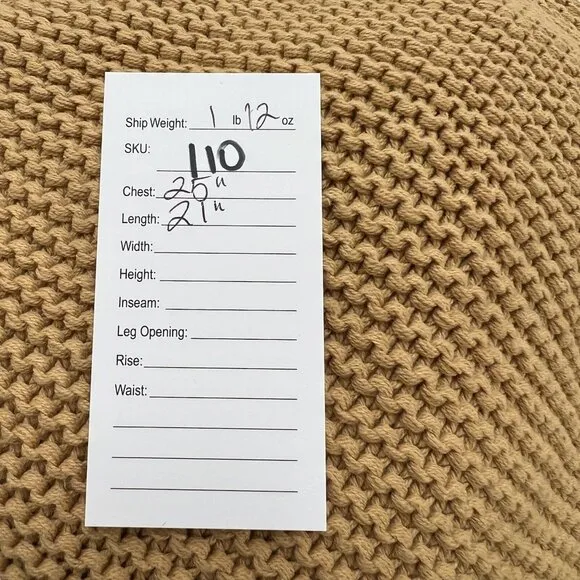 Ship Weight: 1 lb 12 oz
SKU: 110
Chest: 25"
Length: 21"
Width:
Height:
Inseam:
Leg Opening:
Rise:
Waist: